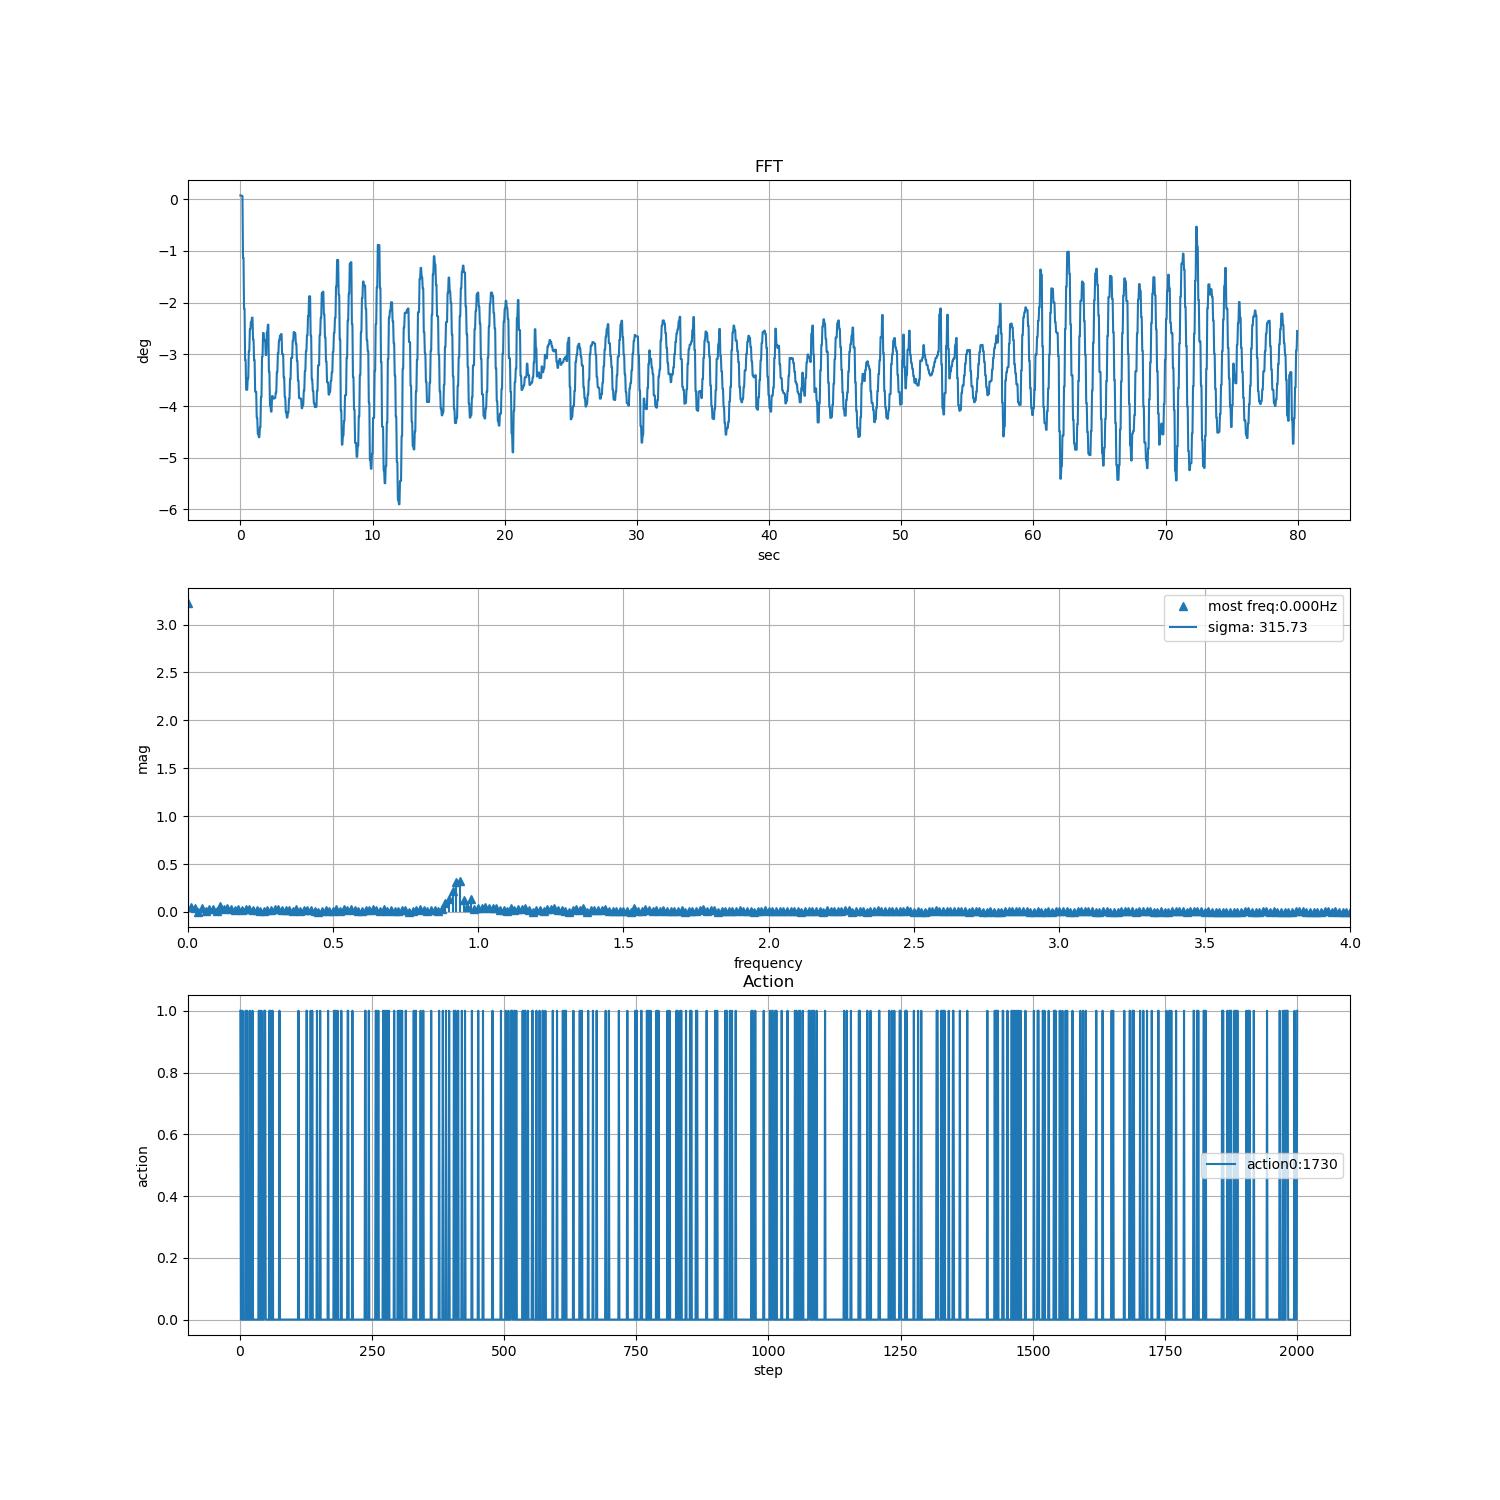 FFT
0
−1
−2
−3
−4
−5
−6
deg
0 10 20 30 40 50 60 70 80
sec
3.0
2.5
2.0
1.5
1.0
0.5
0.0
mag
most freq:0.000Hz
sigma: 315.73
0.0 0.5 1.0 1.5 2.0 2.5 3.0 3.5 4.0
frequency
Action
1.0
0.8
0.6
0.4
0.2
0.0
action
action0:1730
0 250 500 750 1000 1250 1500 1750 2000
step